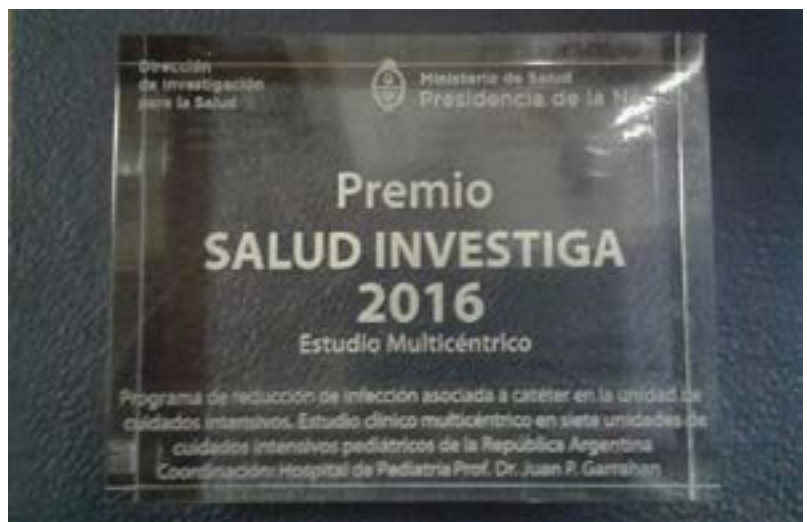 Dirección
de Investigación
para la Salud
Ministerio de Salud
Presidencia de la Nación
Premio
SALUD INVESTIGA
2016
Estudio Multicéntrico
Programa de reducción de infección asociada a catéter en la unidad de
cuidados intensivos. Estudio clínico multicéntrico en siete unidades de
cuidados intensivos pediátricos de la Republica Argentina
Coordinación: Hospital de Pediatría Prof. Dr. Juan P. Garrahan